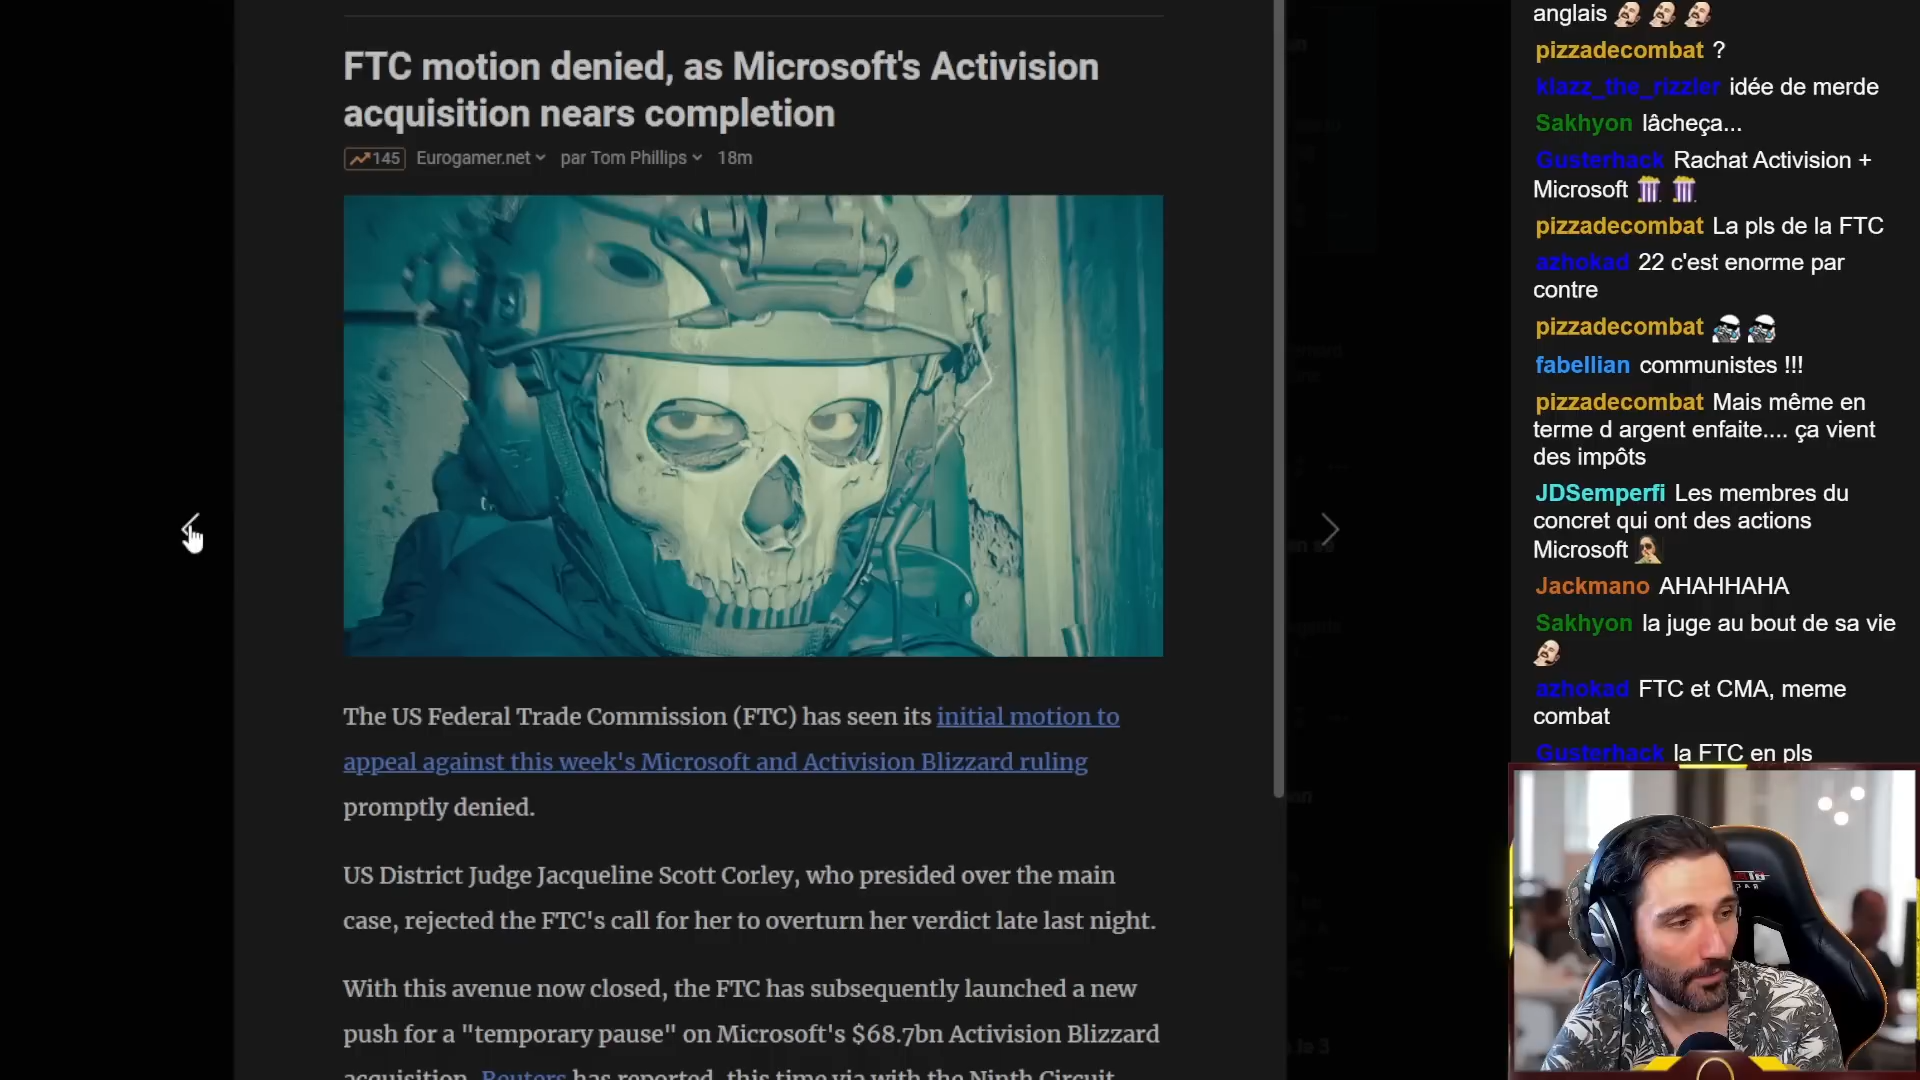 FTC motion denied, as Microsoft's Activision
acquisition nears completion
145 Eurogamer.net par Tom Phillips 18m
The US Federal Trade Commission (FTC) has seen its initial motion to
appeal against this week's Microsoft and Activision Blizzard ruling
promptly denied.
US District Judge Jacqueline Scott Corley, who presided over the main
case, rejected the FTC's call for her to overturn her verdict late last night.
With this avenue now closed, the FTC has subsequently launched a new
push for a "temporary pause" on Microsoft's $68.7bn Activision Blizzard
acquisition. Reuters has reported, this time via with the Ninth Circuit
anglais
pizzadecombat ?
klazz_the_rizzler idée de merde
Sakhyon lâcheça...
Gusterhack Rachat Activision +
Microsoft
pizzadecombat La pls de la FTC
azhokad 22 c'est enorme par
contre
pizzadecombat
fabellian communistes !!!
pizzadecombat Mais même en
terme d argent enfaite.... ça vient
des impôts
JDSemperfi Les membres du
concret qui ont des actions
Microsoft
Jackmano AHAHHAHA
Sakhyon la juge au bout de sa vie
azhokad FTC et CMA, meme
combat
Gusterhack la FTC en pls